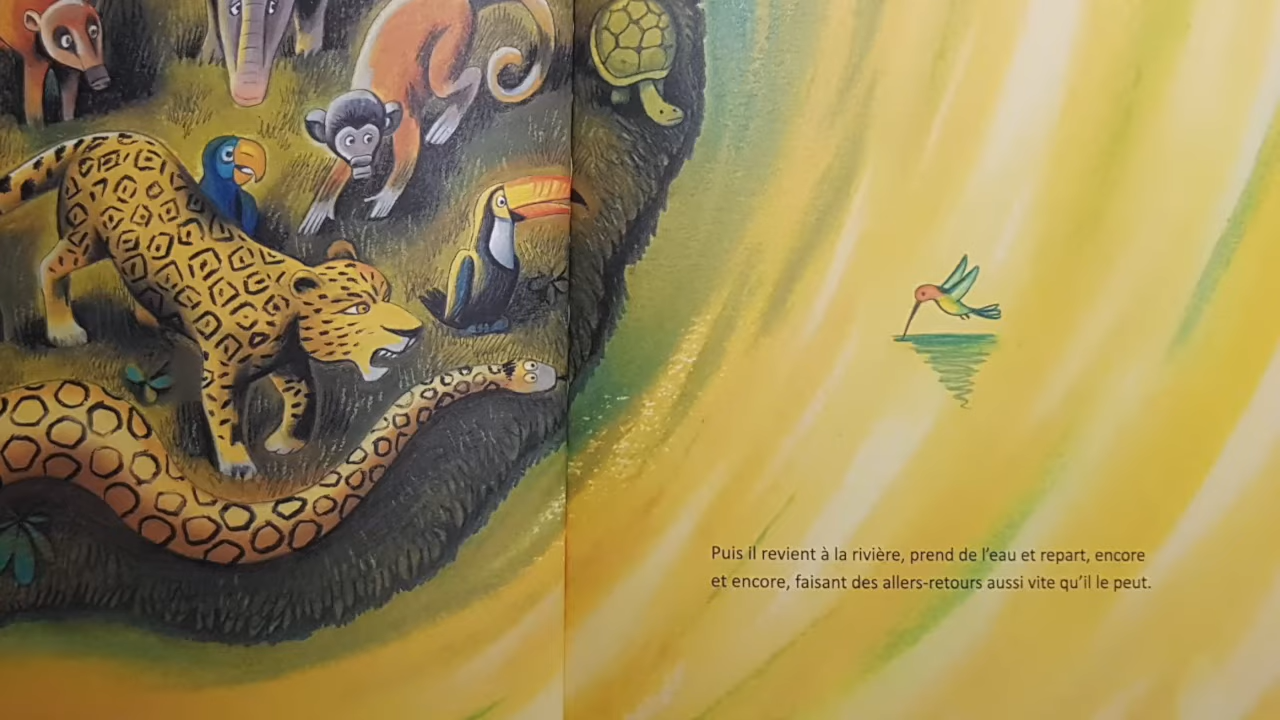 Puis il revient à la rivière, prend de l'eau et repart, encore
et encore, faisant des allers-retours aussi vite qu'il le peut.